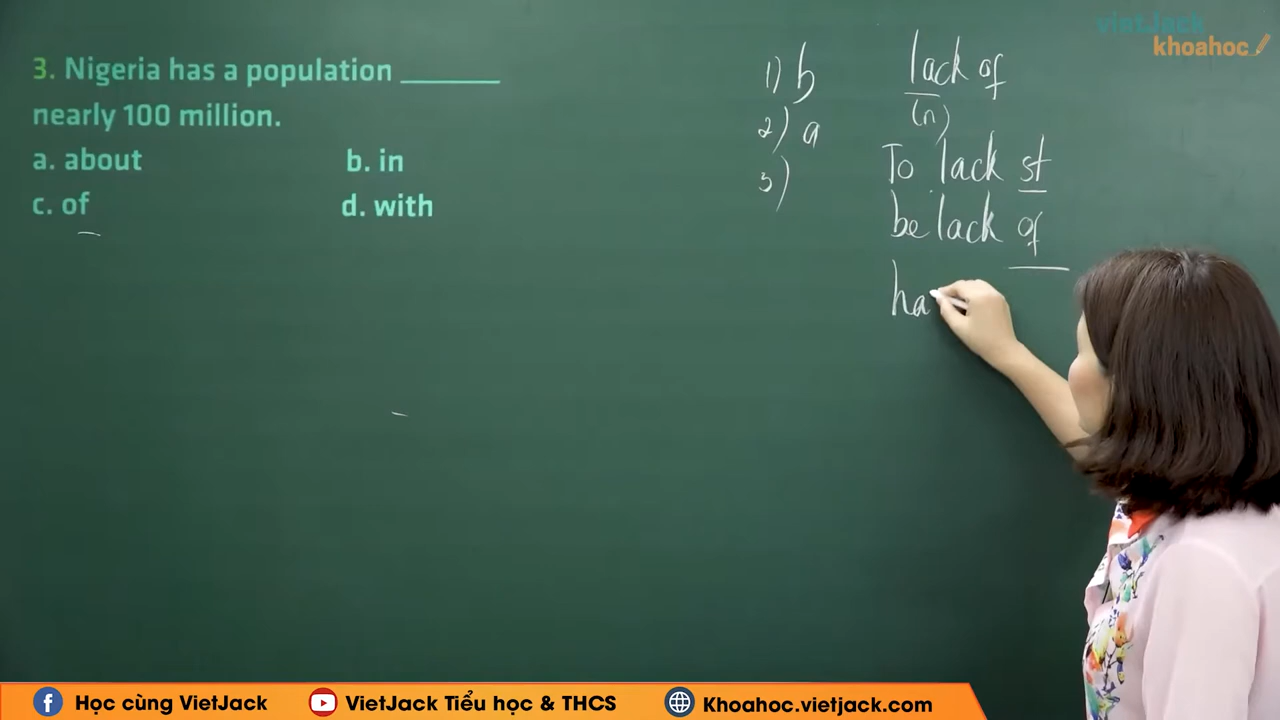 3. Nigeria has a population ______
nearly 100 million.
a. about
b. in
c. of
d. with
1) b
2) a
3)
lack of
(n)
To lack st
be lack of
ha
vietJack
khoahoc
Học cùng VietJack
VietJack Tiểu học & THCS
Khoahoc.vietjack.com